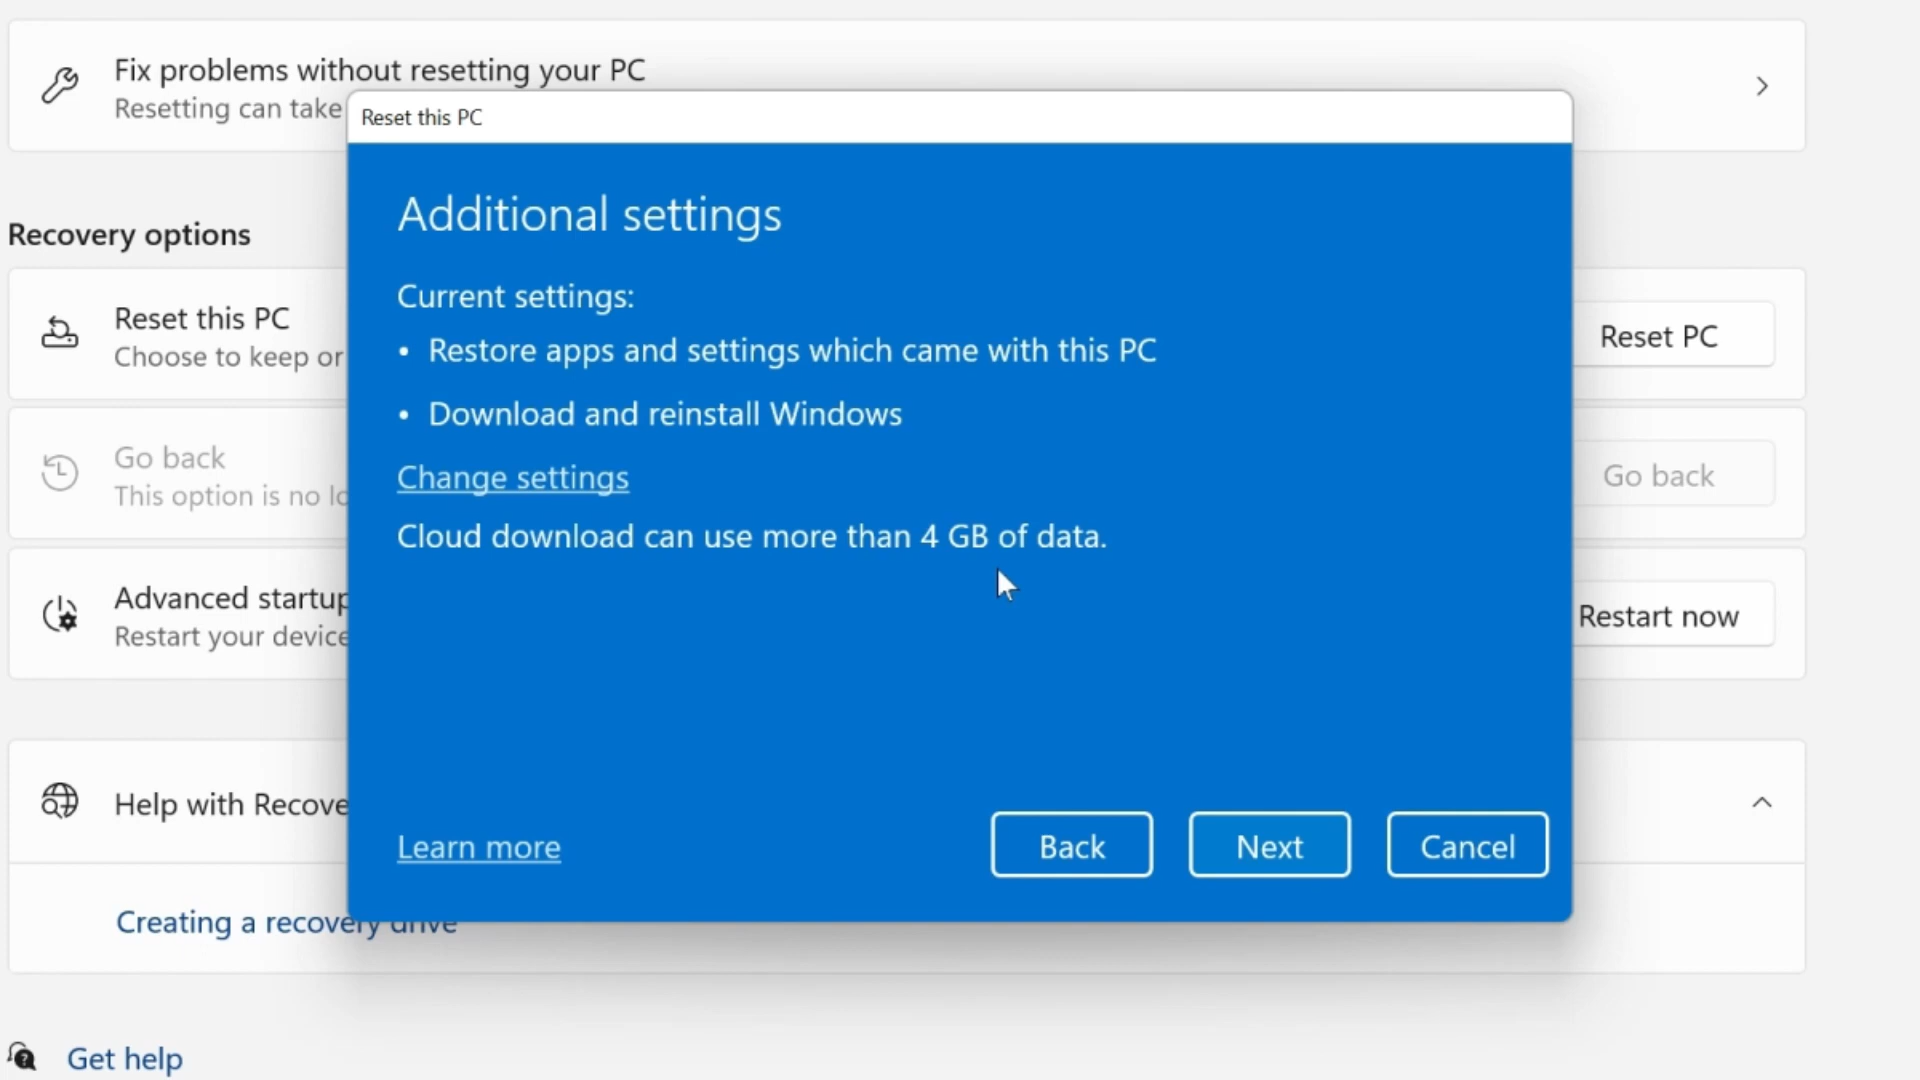 Fix problems without resetting your PC
Resetting can take
Reset this PC
Additional settings
Current settings:
• Restore apps and settings which came with this PC
• Download and reinstall Windows
Change settings
Cloud download can use more than 4 GB of data.
Learn more
Back
Next
Cancel
Recovery options
Reset this PC
Choose to keep or
Reset PC
Go back
This option is no lo
Go back
Advanced startup
Restart your device
Restart now
Help with Recove
Creating a recovery drive
Get help